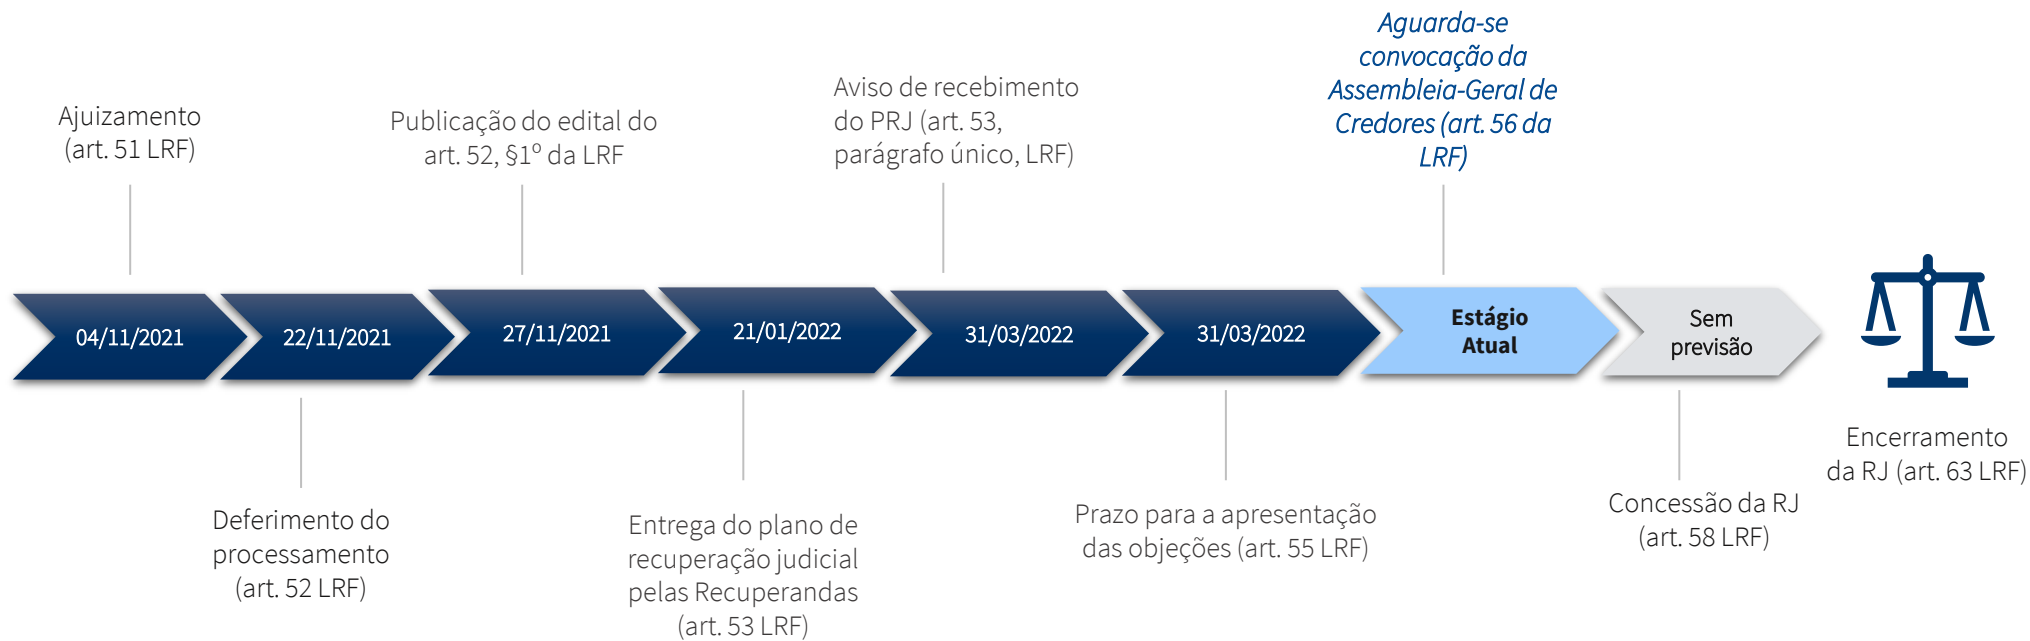 Ajuizamento
(art. 51 LRF)
Publicação do edital do
art. 52, §1º da LRF
Aviso de recebimento
do PRJ (art. 53,
parágrafo único, LRF)
Aguarda-se
convocação da
Assembleia-Geral de
Credores (art. 56 da
LRF)
04/11/2021
22/11/2021
27/11/2021
21/01/2022
31/03/2022
31/03/2022
Estágio
Atual
Sem
previsão
Deferimento do
processamento
(art. 52 LRF)
Entrega do plano de
recuperação judicial
pelas Recuperandas
(art. 53 LRF)
Prazo para a apresentação
das objeções (art. 55 LRF)
Concessão da RJ
(art. 58 LRF)
Encerramento
da RJ (art. 63 LRF)